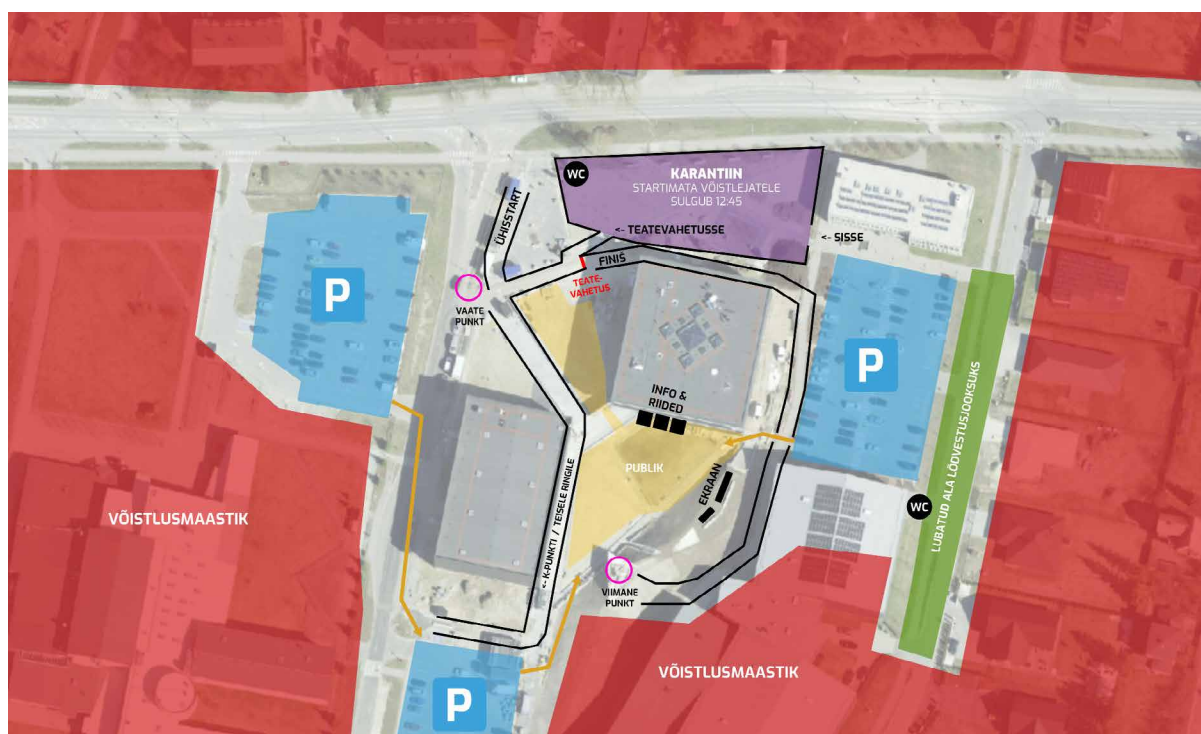 WC
KARANTIIN
STARTIMATA VÕISTLEJATELE
SULGUB 12:45
ÜHISSTART
<- TEATEVAHETUSSE
<- SISSE
FINIŠ
TEATE-
VAHETUS
P
VAATE
PUNKT
P
INFO &
RIIDED
PUBLIK
EKRAAN
<- K-PUNKTI / TEISELE RINGILE
WC
LUBATUD ALA LÕDVESTUSJOOKSUKS
VÕISTLUSMAASTIK
VIIMANE
PUNKT
VÕISTLUSMAASTIK
P